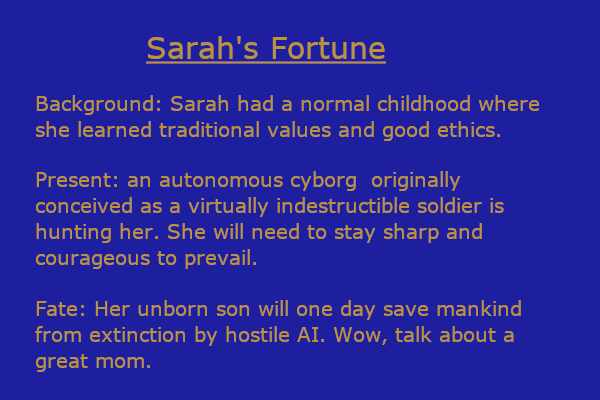 Sarah's Fortune
Background: Sarah had a normal childhood where
she learned traditional values and good ethics.
Present: an autonomous cyborg  originally
conceived as a virtually indestructible soldier is
hunting her. She will need to stay sharp and
courageous to prevail.
Fate: Her unborn son will one day save mankind
from extinction by hostile AI. Wow, talk about a
great mom.